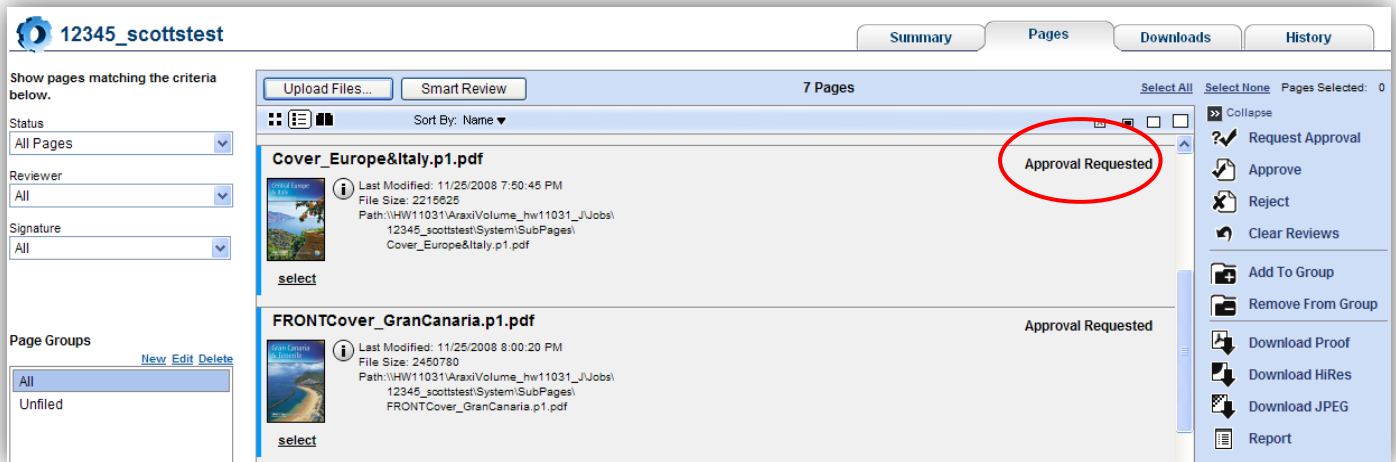 12345_scottstest
Summary
Pages
Downloads
History
Show pages matching the criteria
below.
Status
All Pages
Reviewer
All
Signature
All
Page Groups
New Edit Delete
All
Unfiled
Upload Files...
Smart Review
7 Pages
Select All
Select None
Pages Selected: 0
Sort By: Name
Cover_Europe&Italy.p1.pdf
Approval Requested
Central Europe
& Italy
Last Modified: 11/25/2008 7:50:45 PM
File Size: 2215625
Path:\\HW11031\AraxiVolume_hw11031_J\Jobs\
12345_scottstest\System\SubPages\
Cover_Europe&Italy.p1.pdf
select
FRONTCover_GranCanaria.p1.pdf
Approval Requested
Gran Canaria
& Tenerife
Last Modified: 11/25/2008 8:00:20 PM
File Size: 2450780
Path:\\HW11031\AraxiVolume_hw11031_J\Jobs\
12345_scottstest\System\SubPages\
FRONTCover_GranCanaria.p1.pdf
select
Collapse
Request Approval
Approve
Reject
Clear Reviews
Add To Group
Remove From Group
Download Proof
Download HiRes
Download JPEG
Report